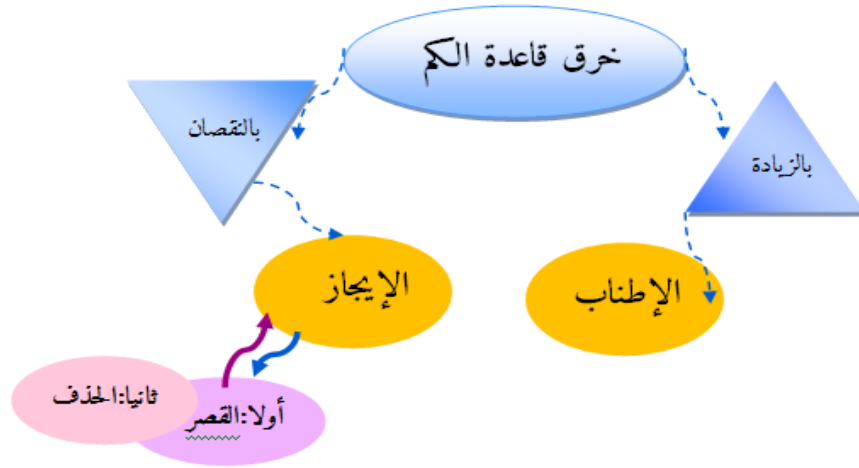 خرق قاعدة الكم
بالزيادة
بالنقصان
الإطناب
الإيجاز
أولا:القصر
ثانيا:الحذف